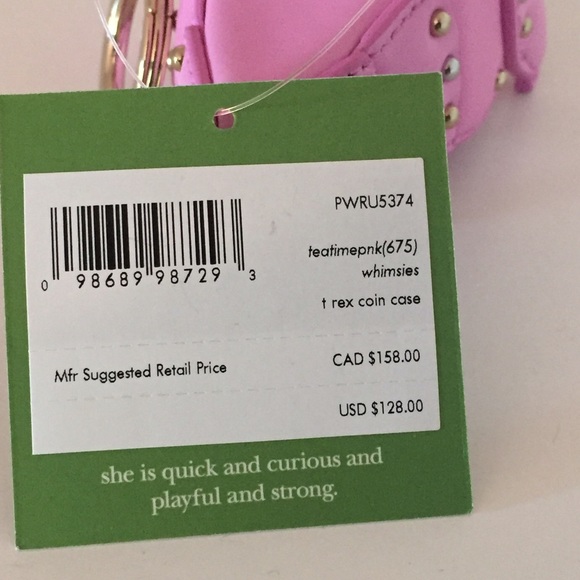 PWRU5374
0 98689 98729 3
teatimepnk(675)
whimsies
t rex coin case
Mfr Suggested Retail Price
CAD $158.00
USD $128.00
she is quick and curious and
playful and strong.